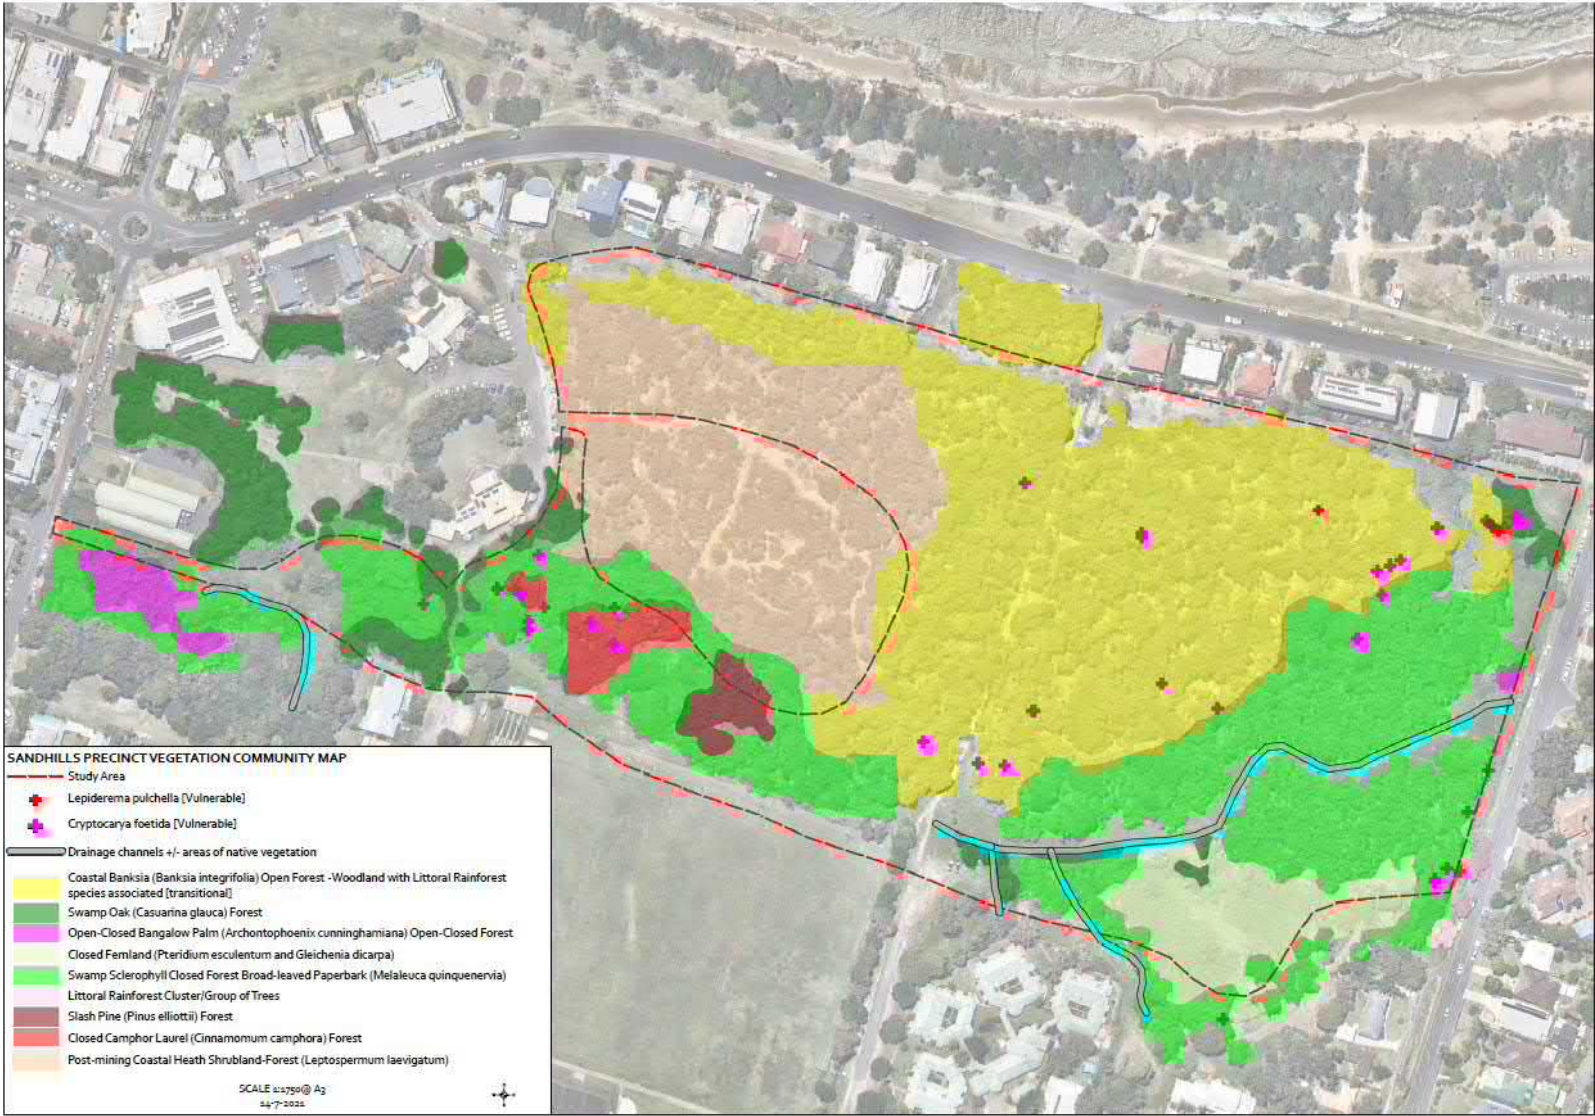 SANDHILLS PRECINCT VEGETATION COMMUNITY MAP
Study Area
Lepiderema pulchella [Vulnerable]
Cryptocarya foetida [Vulnerable]
Drainage channels +/- areas of native vegetation
Coastal Banksia (Banksia integrifolia) Open Forest -Woodland with Littoral Rainforest
species associated [transitional]
Swamp Oak (Casuarina glauca) Forest
Open-Closed Bangalow Palm (Archontophoenix cunninghamiana) Open-Closed Forest
Closed Fernland (Pteridium esculentum and Gleichenia dicarpa)
Swamp Sclerophyll Closed Forest Broad-leaved Paperbark (Melaleuca quinquenervia)
Littoral Rainforest Cluster/Group of Trees
Slash Pine (Pinus elliottii) Forest
Closed Camphor Laurel (Cinnamomum camphora) Forest
Post-mining Coastal Heath Shrubland-Forest (Leptospermum laevigatum)
SCALE 1:1750@ A3
14-7-2021